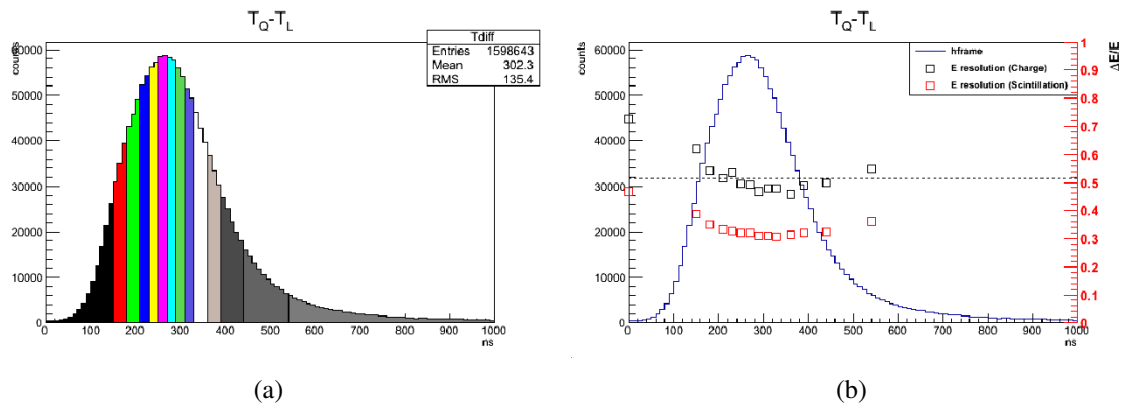 T_Q-T_L
counts
60000
50000
40000
30000
20000
10000
0
Tdiff
Entries 1598643
Mean 302.3
RMS 135.4
0 100 200 300 400 500 600 700 800 900 1000
ns
(a)
T_Q-T_L
counts
60000
50000
40000
30000
20000
10000
0
hframe
E resolution (Charge)
E resolution (Scintillation)
1
0.9
0.8
0.7
0.6
0.5
0.4
0.3
0.2
0.1
0
ΔE/E
0 100 200 300 400 500 600 700 800 900 1000
ns
(b)